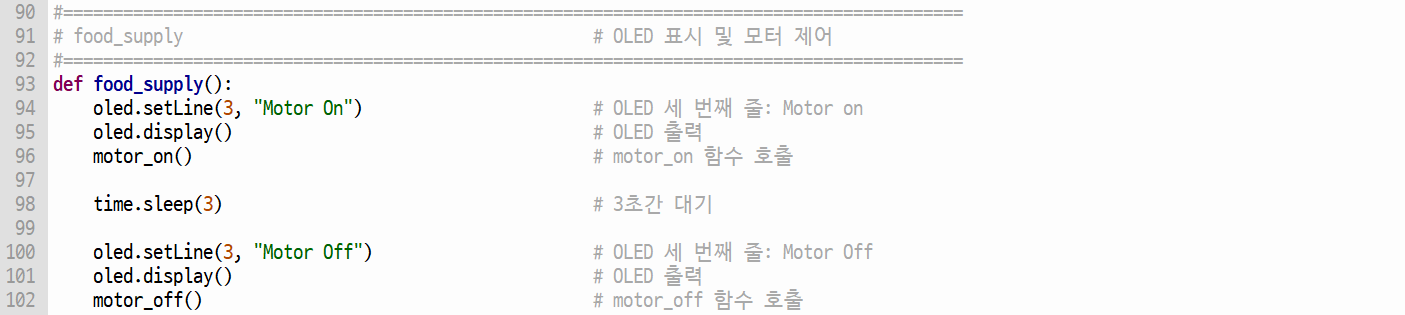 90 #==========================================================================================
91 # food_supply # OLED 표시 및 모터 제어
92 #==========================================================================================
93 def food_supply():
94 oled.setLine(3, "Motor On") # OLED 세 번째 줄: Motor on
95 oled.display() # OLED 출력
96 motor_on() # motor_on 함수 호출
97
98 time.sleep(3) # 3초간 대기
99
100 oled.setLine(3, "Motor Off") # OLED 세 번째 줄: Motor Off
101 oled.display() # OLED 출력
102 motor_off() # motor_off 함수 호출